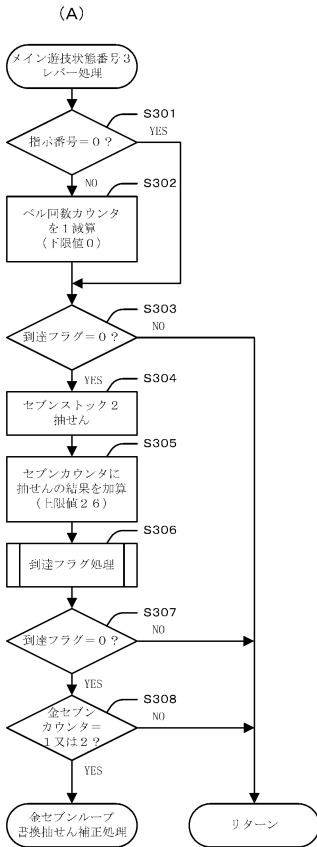 (A)
メイン遊技状態番号３
レバー処理
S301
指示番号＝０？
YES
NO
S302
ベル回数カウンタ
を１減算
（下限値０）
S303
到達フラグ＝０？
NO
YES
S304
セブンストック２
抽せん
S305
セブンカウンタに
抽せんの結果を加算
（上限値２６）
S306
到達フラグ処理
S307
到達フラグ＝０？
NO
YES
S308
金セブン
カウンタ＝
１又は２？
NO
YES
金セブンループ
書換抽せん補正処理
リターン